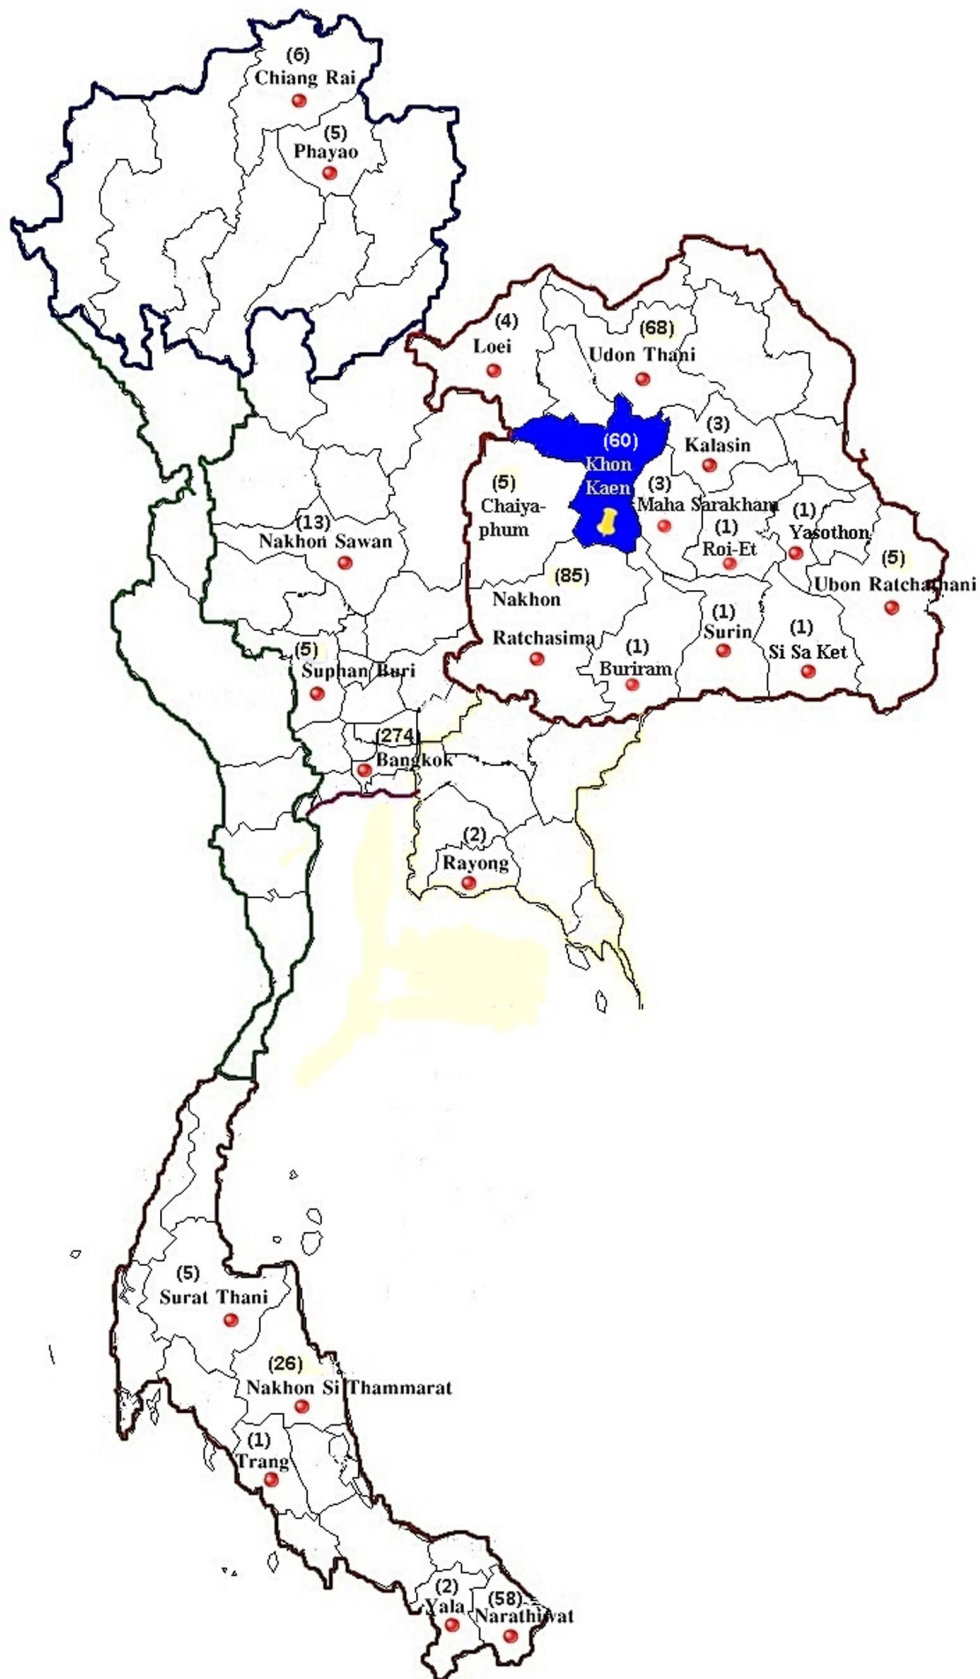 (6)
Chiang Rai
(5)
Phayao
(4)
Loei
(68)
Udon Thani
(60)
Khon
Kaen
(3)
Kalasin
(5)
Chaiya-
phum
(3)
Maha Sarakham
(1)
Roi-Et
(1)
Yasothon
(5)
Ubon Ratchathani
(13)
Nakhon Sawan
(85)
Nakhon
Ratchasima
(1)
Buriram
(1)
Surin
(1)
Si Sa Ket
(5)
Suphan Buri
(274
Bangkok
(2)
Rayong
(5)
Surat Thani
(26)
Nakhon Si Thammarat
(1)
Trang
(2)
Yala
(58)
Narathiwat